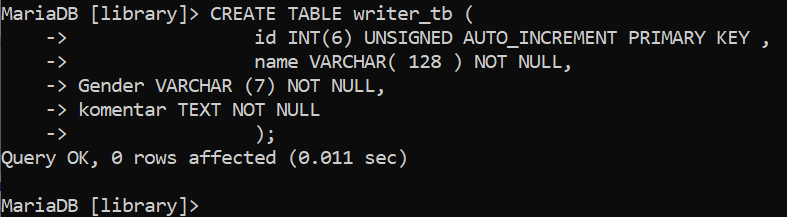 MariaDB [library]> CREATE TABLE writer_tb (
    ->                 id INT(6) UNSIGNED AUTO_INCREMENT PRIMARY KEY ,
    ->                 name VARCHAR( 128 ) NOT NULL,
    -> Gender VARCHAR (7) NOT NULL,
    -> komentar TEXT NOT NULL
    ->                 );
Query OK, 0 rows affected (0.011 sec)
MariaDB [library]>